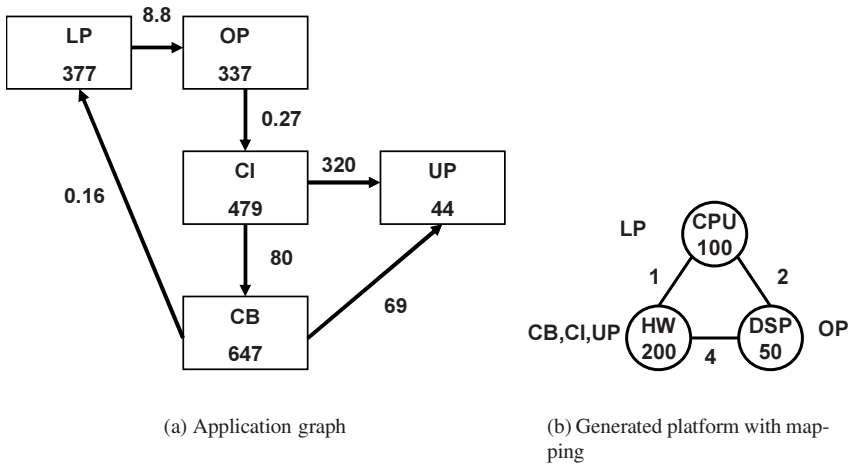 8.8
LP
377
OP
337
0.27
CI
479
320
UP
44
0.16
80
69
CB
647
LP
CPU
100
1
2
CB,CI,UP
HW
200
4
DSP
50
OP
(a) Application graph
(b) Generated platform with map-
ping